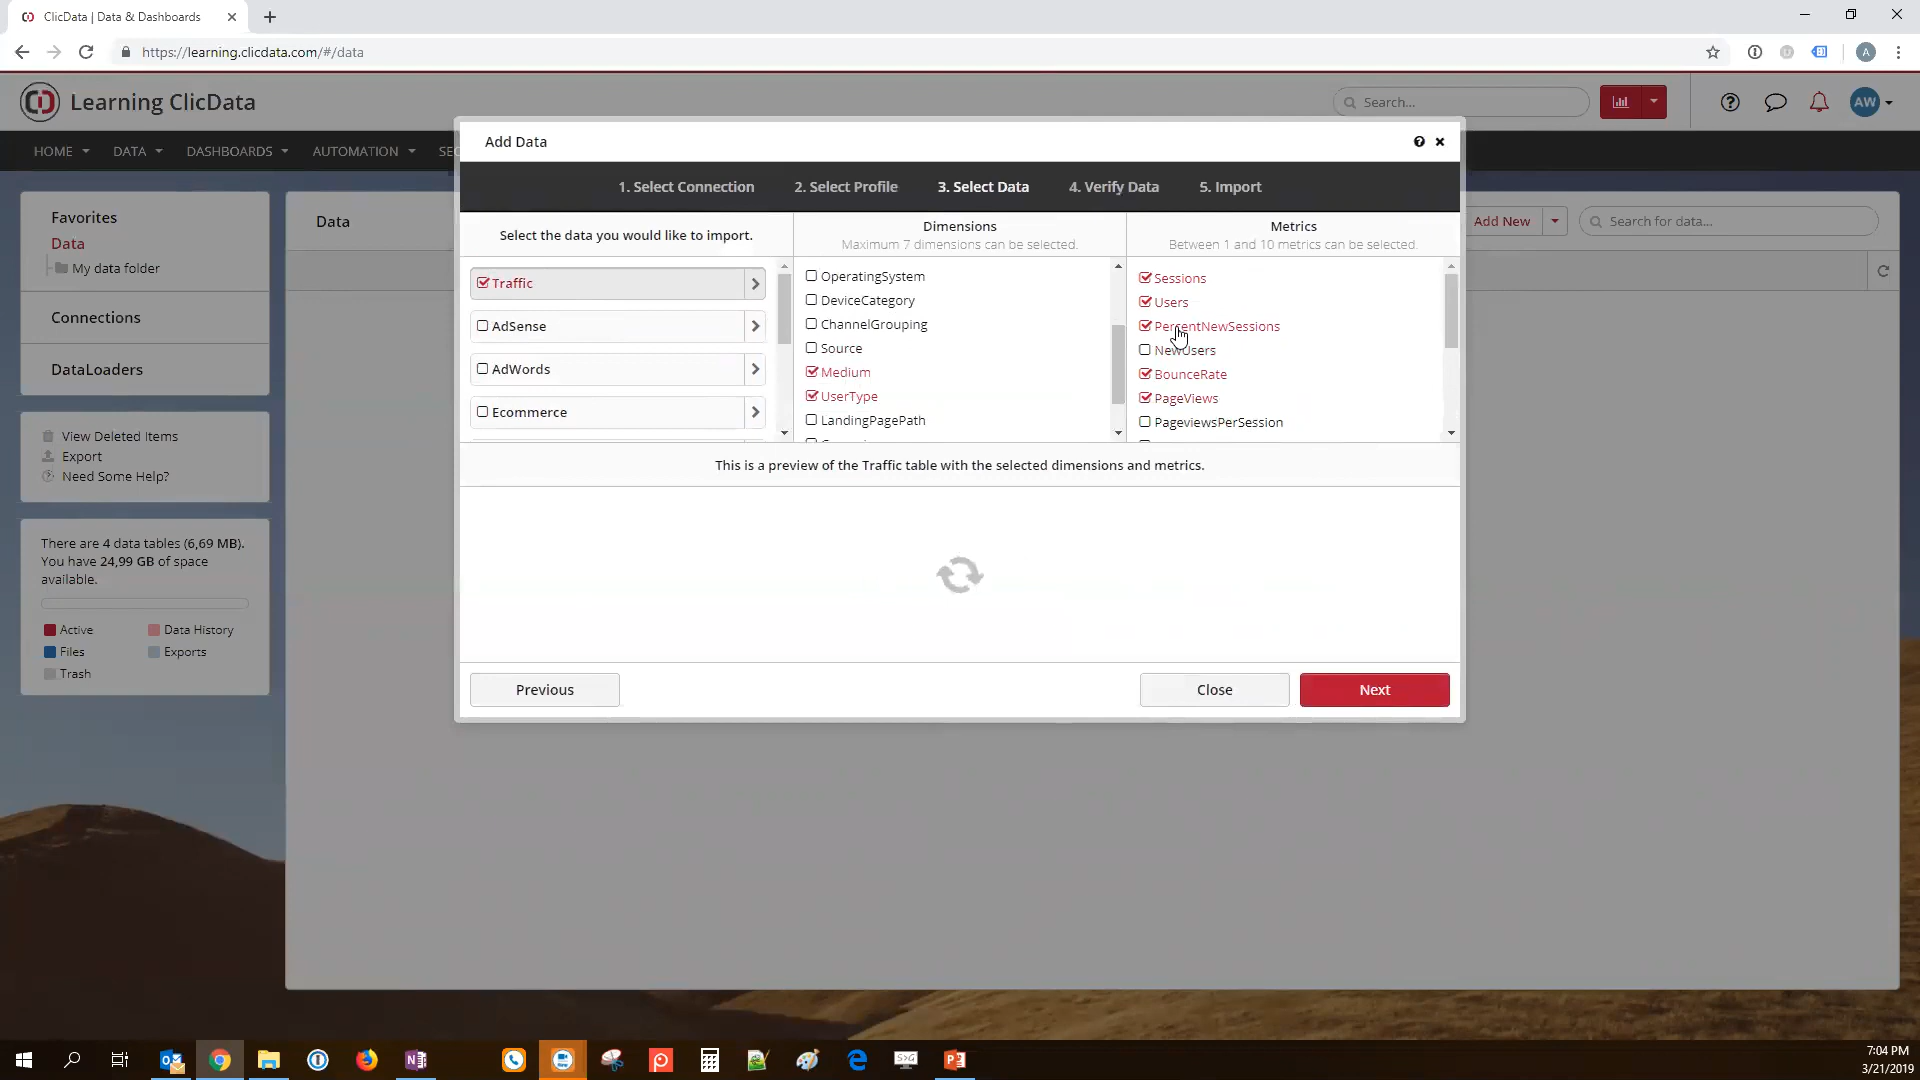 ClicData | Data & Dashboards
https://learning.clicdata.com/#/data
A
Learning ClicData
Search...
AW
HOME
DATA
DASHBOARDS
AUTOMATION
Add Data
1. Select Connection
2. Select Profile
3. Select Data
4. Verify Data
5. Import
Favorites
Data
My data folder
Connections
DataLoaders
View Deleted Items
Export
Need Some Help?
There are 4 data tables (6,69 MB).
You have 24,99 GB of space
available.
Active
Data History
Files
Exports
Trash
Data
Add New
Search for data...
Select the data you would like to import.
Dimensions
Maximum 7 dimensions can be selected.
Metrics
Between 1 and 10 metrics can be selected.
Traffic
AdSense
AdWords
Ecommerce
OperatingSystem
DeviceCategory
ChannelGrouping
Source
Medium
UserType
LandingPagePath
Sessions
Users
PercentNewSessions
NewUsers
BounceRate
PageViews
PageviewsPerSession
This is a preview of the Traffic table with the selected dimensions and metrics.
Previous
Close
Next
7:04 PM
3/21/2019